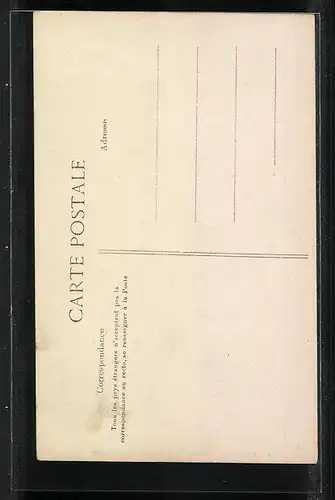 CARTE POSTALE
Correspondance
Tous les pays étrangers n'acceptent pas la
correspondance au recto, se renseigner à la Poste
Adresse